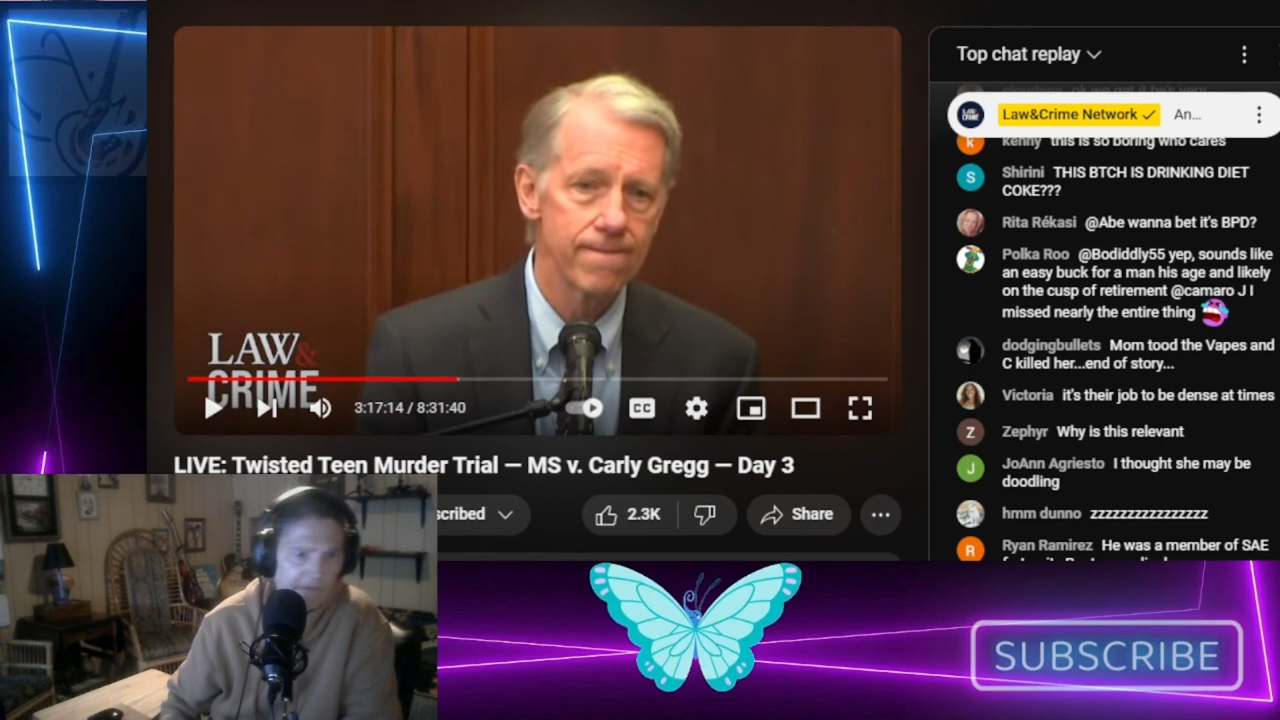 Top chat replay
Law&Crime Network An...
kenny this is so boring who cares
Shirini THIS BTCH IS DRINKING DIET
COKE???
Rita Rékasi @Abe wanna bet it's BPD?
Polka Roo @Bodiddly55 yep, sounds like
an easy buck for a man his age and likely
on the cusp of retirement @camaro J I
missed nearly the entire thing
dodgingbullets Mom tood the Vapes and
C killed her...end of story...
Victoria it's their job to be dense at times
Zephyr Why is this relevant
JoAnn Agriesto I thought she may be
doodling
hmm dunno zzzzzzzzzzzzzzzz
Ryan Ramirez He was a member of SAE
LAW&
CRIME
3:17:14 / 8:31:40
CC
LIVE: Twisted Teen Murder Trial — MS v. Carly Gregg — Day 3
scribed
2.3K
Share
SUBSCRIBE